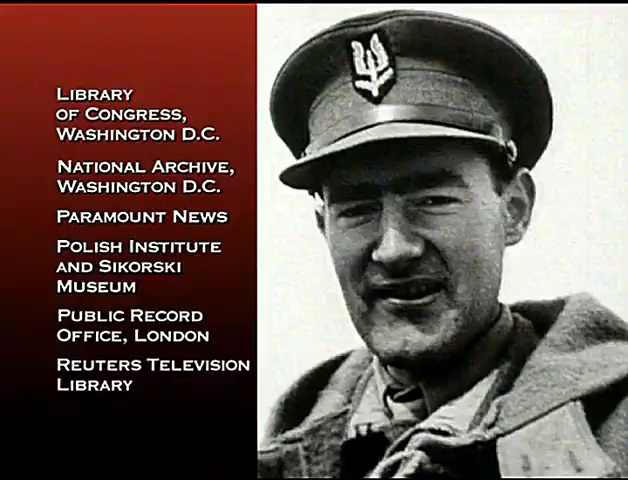 Library
of Congress,
Washington D.C.
National Archive,
Washington D.C.
Paramount News
Polish Institute
and Sikorski
Museum
Public Record
Office, London
Reuters Television
Library